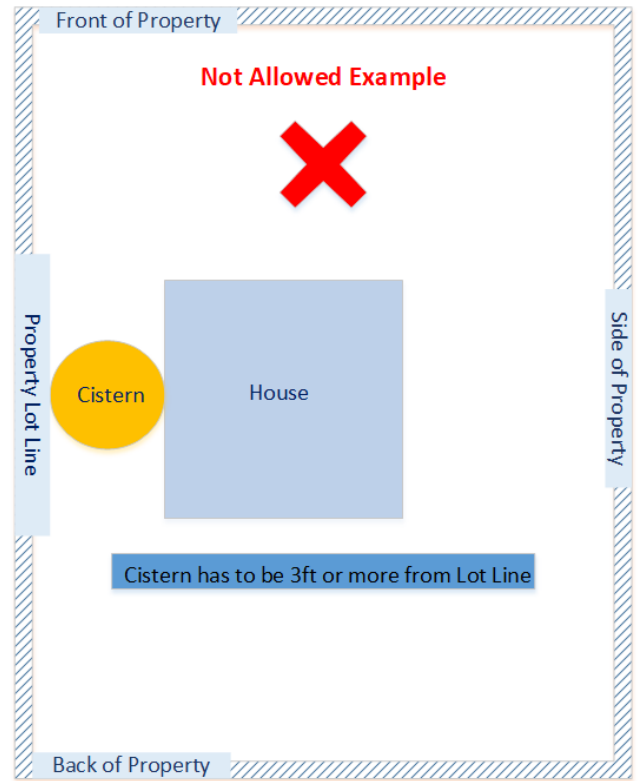 Front of Property
Not Allowed Example
Property Lot Line
Cistern
House
Side of Property
Cistern has to be 3ft or more from Lot Line
Back of Property